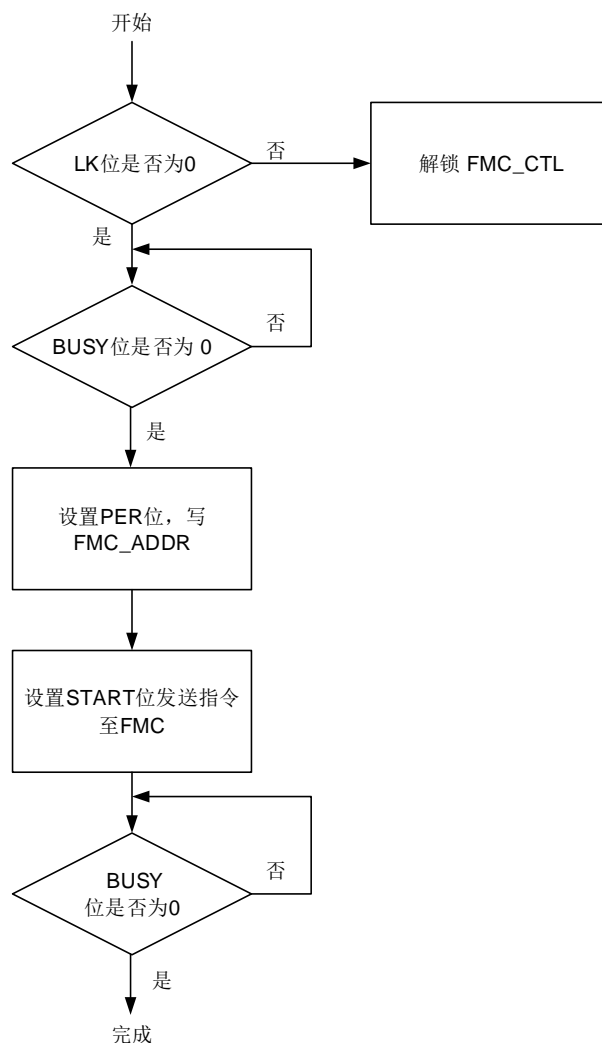 开始
LK位是否为0
否
解锁 FMC_CTL
是
BUSY位是否为 0
否
是
设置PER位，写
FMC_ADDR
设置START位发送指令
至FMC
BUSY
位是否为0
否
是
完成